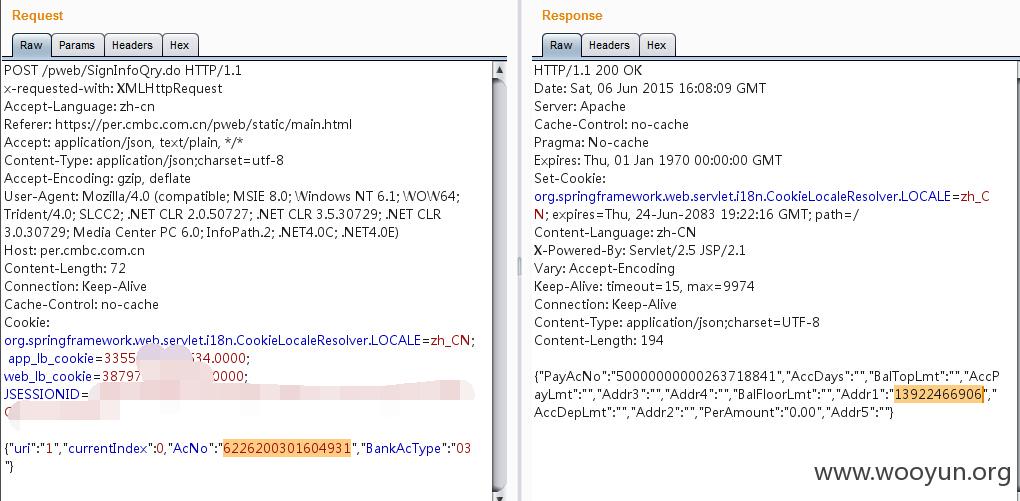 Request
Raw Params Headers Hex
POST /pweb/SignInfoQry.do HTTP/1.1
x-requested-with: XMLHttpRequest
Accept-Language: zh-cn
Referer: https://per.cmbc.com.cn/pweb/static/main.html
Accept: application/json, text/plain, */*
Content-Type: application/json;charset=utf-8
Accept-Encoding: gzip, deflate
User-Agent: Mozilla/4.0 (compatible; MSIE 8.0; Windows NT 6.1; WOW64;
Trident/4.0; SLCC2; .NET CLR 2.0.50727; .NET CLR 3.5.30729; .NET CLR
3.0.30729; Media Center PC 6.0; InfoPath.2; .NET4.0C; .NET4.0E)
Host: per.cmbc.com.cn
Content-Length: 72
Connection: Keep-Alive
Cache-Control: no-cache
Cookie:
org.springframework.web.servlet.i18n.CookieLocaleResolver.LOCALE=zh_CN;
app_lb_cookie=3355 534.0000;
web_lb_cookie=38797 0000;
JSESSIONID=
{"uri":"1","currentIndex":0,"AcNo":"6226200301604931","BankAcType":"03
"}
Response
Raw Headers Hex
HTTP/1.1 200 OK
Date: Sat, 06 Jun 2015 16:08:09 GMT
Server: Apache
Cache-Control: no-cache
Pragma: No-cache
Expires: Thu, 01 Jan 1970 00:00:00 GMT
Set-Cookie:
org.springframework.web.servlet.i18n.CookieLocaleResolver.LOCALE=zh_C
N; expires=Thu, 24-Jun-2083 19:22:16 GMT; path=/
Content-Language: zh-CN
X-Powered-By: Servlet/2.5 JSP/2.1
Vary: Accept-Encoding
Keep-Alive: timeout=15, max=9974
Connection: Keep-Alive
Content-Type: application/json;charset=UTF-8
Content-Length: 194
{"PayAcNo":"50000000000263718841","AccDays":"","BalTopLmt":"","AccP
ayLmt":"","Addr3":"","Addr4":"","BalFloorLmt":"","Addr1":"13922466906",
AccDepLmt":"","Addr2":"","PerAmount":"0.00","Addr5":""}
www.wooyun.org